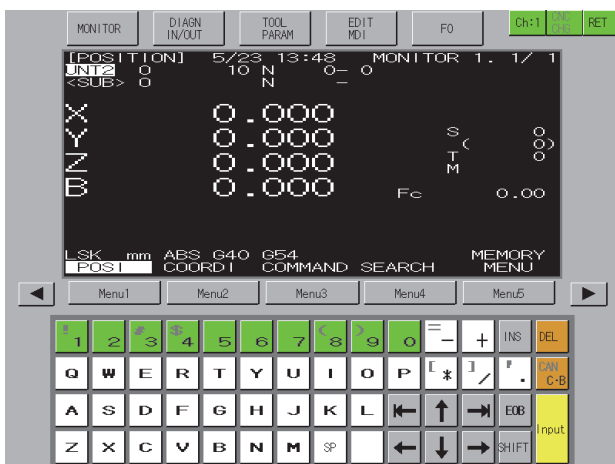 MONITOR DIAGN IN/OUT TOOL PARAM EDIT MDI F0 Ch:1 CNC CHG RET
[POSITION] 5/23 13:48 MONITOR 1. 1/ 1
UNT2 0 10 N 0- 0
<SUB> 0 N -
X 0.000
Y 0.000
Z 0.000
B 0.000
S 0
( 0)
T 0
M
Fc 0.00
LSK mm ABS G40 G54 MEMORY
POSI COORDI COMMAND SEARCH MENU
◀ Menu1 Menu2 Menu3 Menu4 Menu5 ▶
! 1 2 # 3 $ 4 5 6 7 ( 8 ) 9 0 = - + INS DEL
Q W E R T Y U I O P [ * ] / ' . CAN C·B
A S D F G H J K L |← ↑ →| EOB Input
Z X C V B N M SP ← ↓ → SHIFT